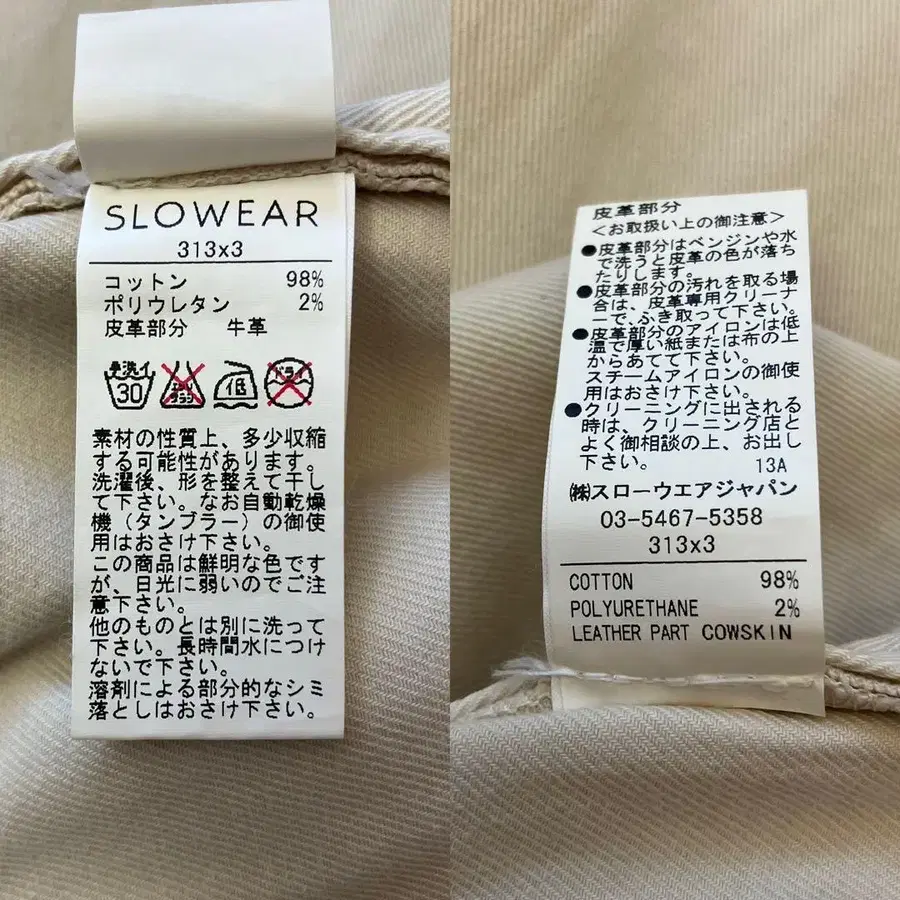 SLOWEAR
313x3
コットン 98%
ポリウレタン 2%
皮革部分 牛革
手洗イ
30
エンソ
サラシ
低
ドライ
素材の性質上、多少収縮
する可能性があります。
洗濯後、形を整えて干し
て下さい。なお自動乾燥
機（タンブラー）の御使
用はおさけ下さい。
この商品は鮮明な色です
が、日光に弱いのでご注
意下さい。
他のものとは別に洗って
下さい。長時間水につけ
ないで下さい。
溶剤による部分的なシミ
落としはおさけ下さい。
皮革部分
＜お取扱い上の御注意＞
●皮革部分はベンジンや水
で洗うと皮革の色が落ち
たりします。
●皮革部分の汚れを取る場
合は、皮革専用クリーナ
ーで、ふき取って下さい。
●皮革部分のアイロンは低
温で厚い紙または布の上
からあてて下さい。
スチームアイロンの御使
用はおさけ下さい。
●クリーニングに出される
時は、クリーニング店と
よく御相談の上、お出し
下さい。 13A
㈱スローウエアジャパン
03-5467-5358
313x3
COTTON 98%
POLYURETHANE 2%
LEATHER PART COWSKIN